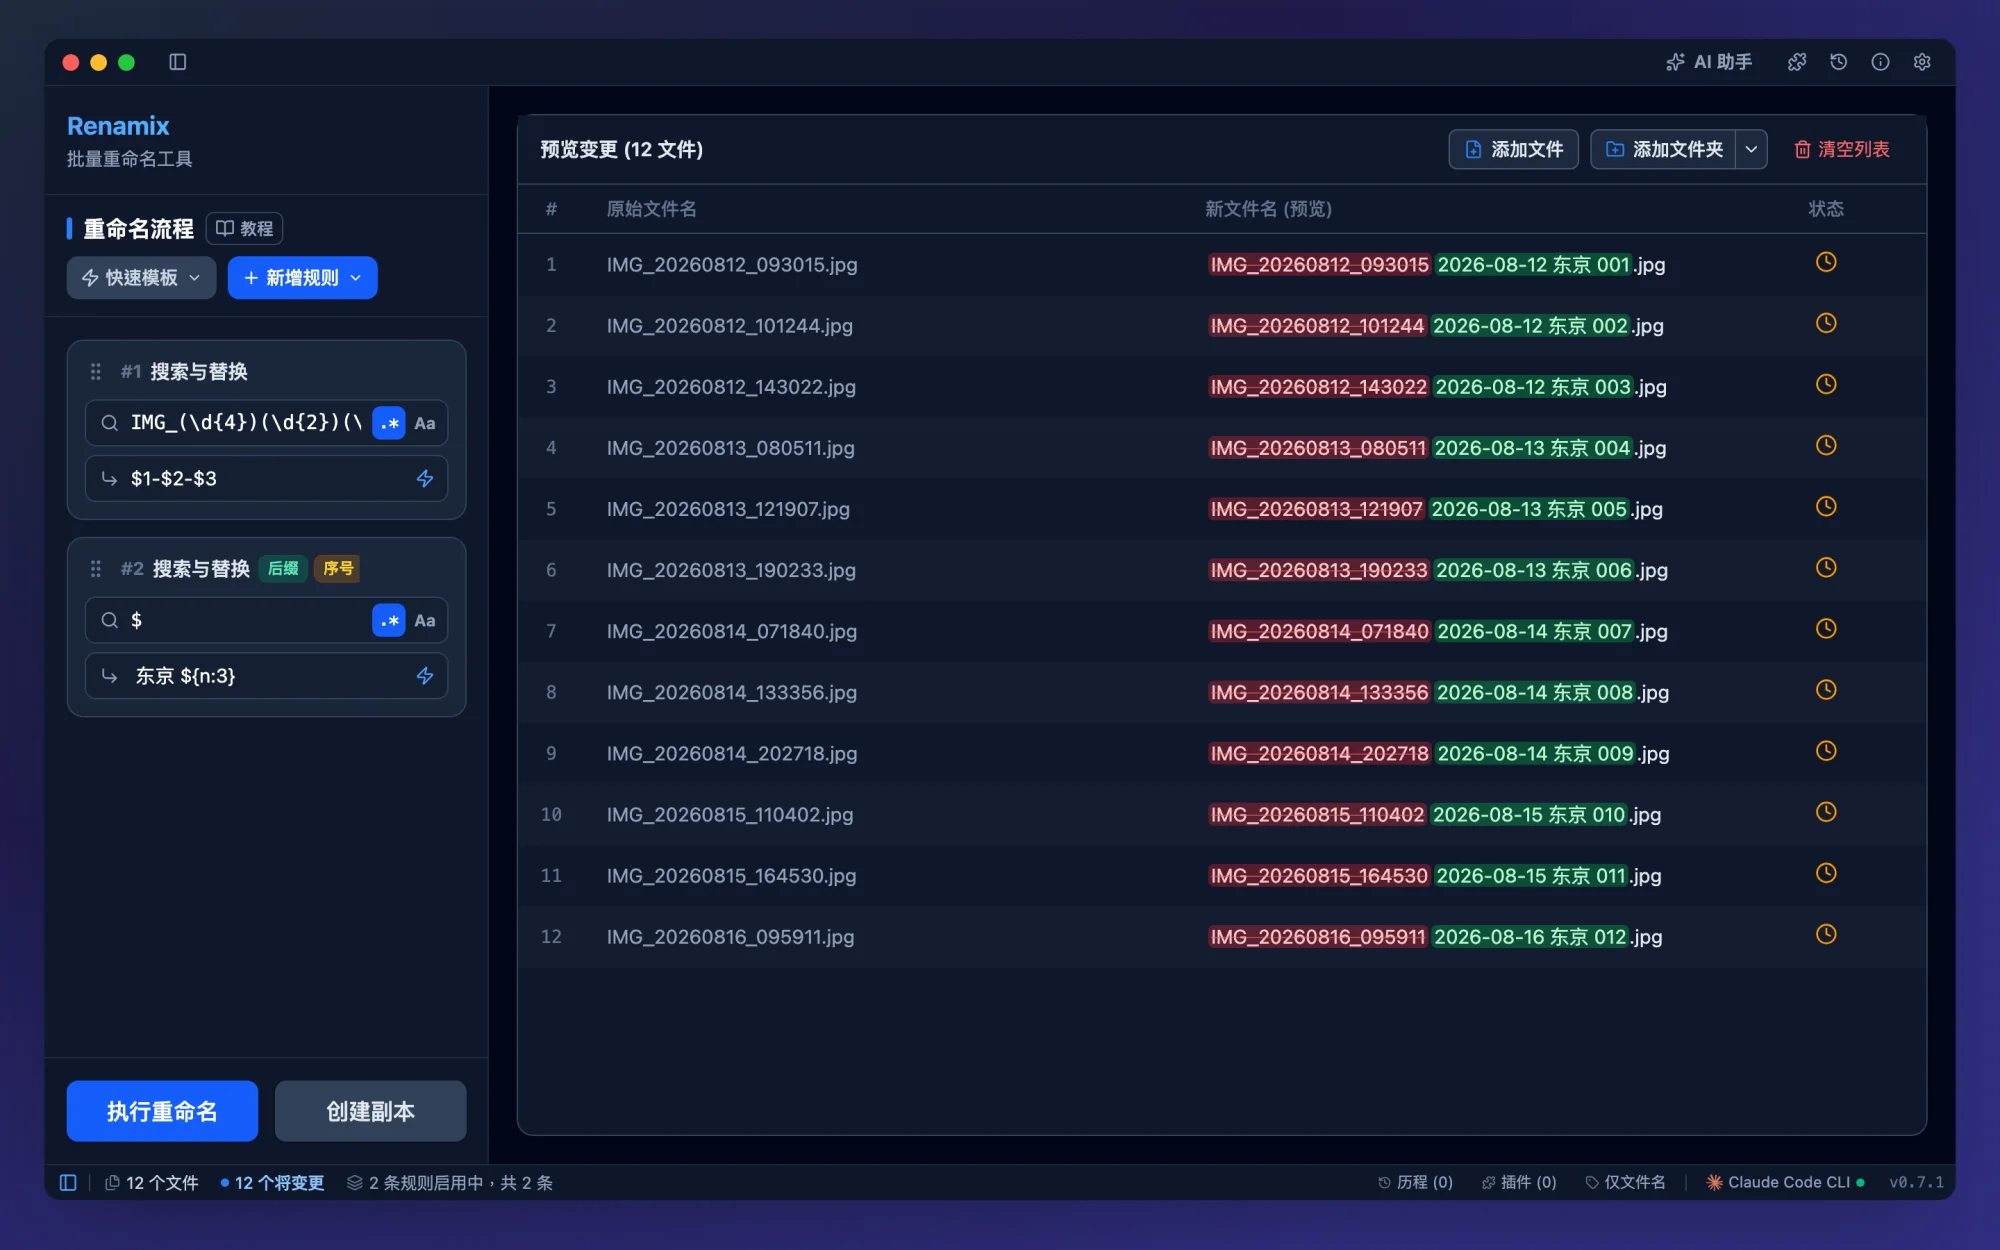 AI 助手
Renamix
批量重命名工具
重命名流程 教程
快速模板 新增规则
#1 搜索与替换
IMG_(\d{4})(\d{2})(\ .* Aa
$1-$2-$3
#2 搜索与替换 后缀 序号
$ .* Aa
东京 ${n:3}
执行重命名 创建副本
预览变更 (12 文件) 添加文件 添加文件夹 清空列表
# 原始文件名 新文件名 (预览) 状态
1 IMG_20260812_093015.jpg IMG_20260812_093015 2026-08-12 东京 001.jpg
2 IMG_20260812_101244.jpg IMG_20260812_101244 2026-08-12 东京 002.jpg
3 IMG_20260812_143022.jpg IMG_20260812_143022 2026-08-12 东京 003.jpg
4 IMG_20260813_080511.jpg IMG_20260813_080511 2026-08-13 东京 004.jpg
5 IMG_20260813_121907.jpg IMG_20260813_121907 2026-08-13 东京 005.jpg
6 IMG_20260813_190233.jpg IMG_20260813_190233 2026-08-13 东京 006.jpg
7 IMG_20260814_071840.jpg IMG_20260814_071840 2026-08-14 东京 007.jpg
8 IMG_20260814_133356.jpg IMG_20260814_133356 2026-08-14 东京 008.jpg
9 IMG_20260814_202718.jpg IMG_20260814_202718 2026-08-14 东京 009.jpg
10 IMG_20260815_110402.jpg IMG_20260815_110402 2026-08-15 东京 010.jpg
11 IMG_20260815_164530.jpg IMG_20260815_164530 2026-08-15 东京 011.jpg
12 IMG_20260816_095911.jpg IMG_20260816_095911 2026-08-16 东京 012.jpg
12 个文件 12 个将变更 2 条规则启用中，共 2 条 历程 (0) 插件 (0) 仅文件名 Claude Code CLI v0.7.1